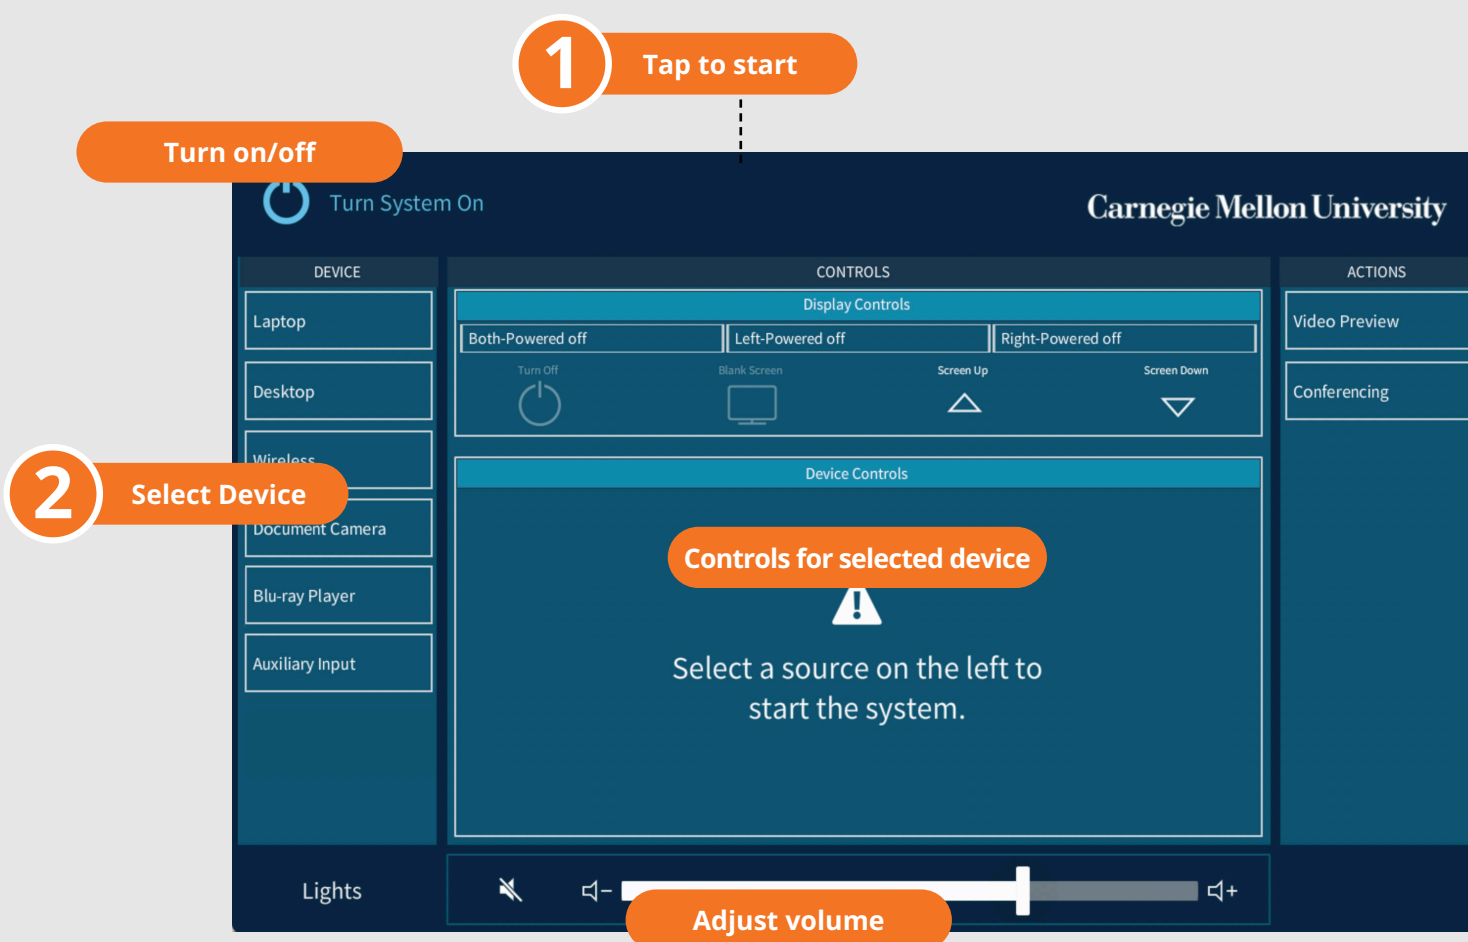 1
Tap to start
Turn on/off
Turn System On
Carnegie Mellon University
DEVICE
CONTROLS
ACTIONS
Laptop
Desktop
Wireless
2
Select Device
Document Camera
Blu-ray Player
Auxiliary Input
Display Controls
Both-Powered off
Left-Powered off
Right-Powered off
Turn Off
Blank Screen
Screen Up
Screen Down
Device Controls
Controls for selected device
Select a source on the left to
start the system.
Video Preview
Conferencing
Lights
Adjust volume